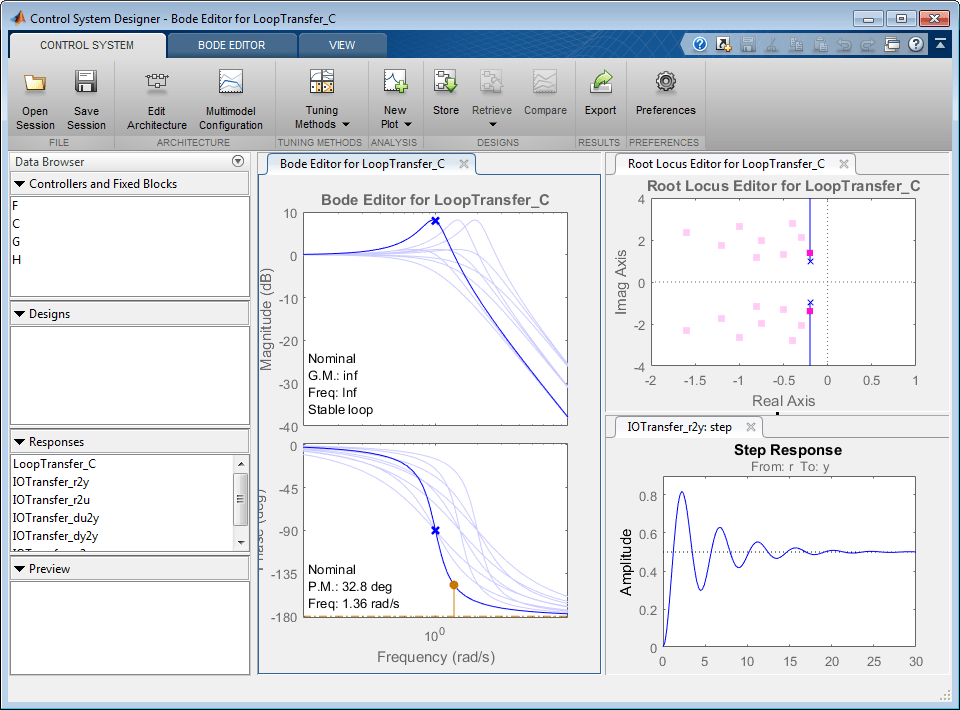 Control System Designer - Bode Editor for LoopTransfer_C
CONTROL SYSTEM
BODE EDITOR
VIEW
Open Session
Save Session
Edit Architecture
Multimodel Configuration
Tuning Methods
New Plot
Store
Retrieve
Compare
Export
Preferences
FILE
ARCHITECTURE
TUNING METHODS
ANALYSIS
DESIGNS
RESULTS
PREFERENCES
Data Browser
Controllers and Fixed Blocks
F
C
G
H
Designs
Responses
LoopTransfer_C
IOTransfer_r2y
IOTransfer_r2u
IOTransfer_du2y
IOTransfer_dy2y
Preview
Bode Editor for LoopTransfer_C
Bode Editor for LoopTransfer_C
Magnitude (dB)
10
0
-10
-20
-30
-40
Nominal
G.M.: inf
Freq: Inf
Stable loop
0
-45
-90
-135
-180
Nominal
P.M.: 32.8 deg
Freq: 1.36 rad/s
10^0
Frequency (rad/s)
Root Locus Editor for LoopTransfer_C
Root Locus Editor for LoopTransfer_C
Imag Axis
4
2
0
-2
-4
-2
-1.5
-1
-0.5
0
0.5
1
Real Axis
IOTransfer_r2y: step
Step Response
From: r To: y
Amplitude
0.8
0.6
0.4
0.2
0
0
5
10
15
20
25
30